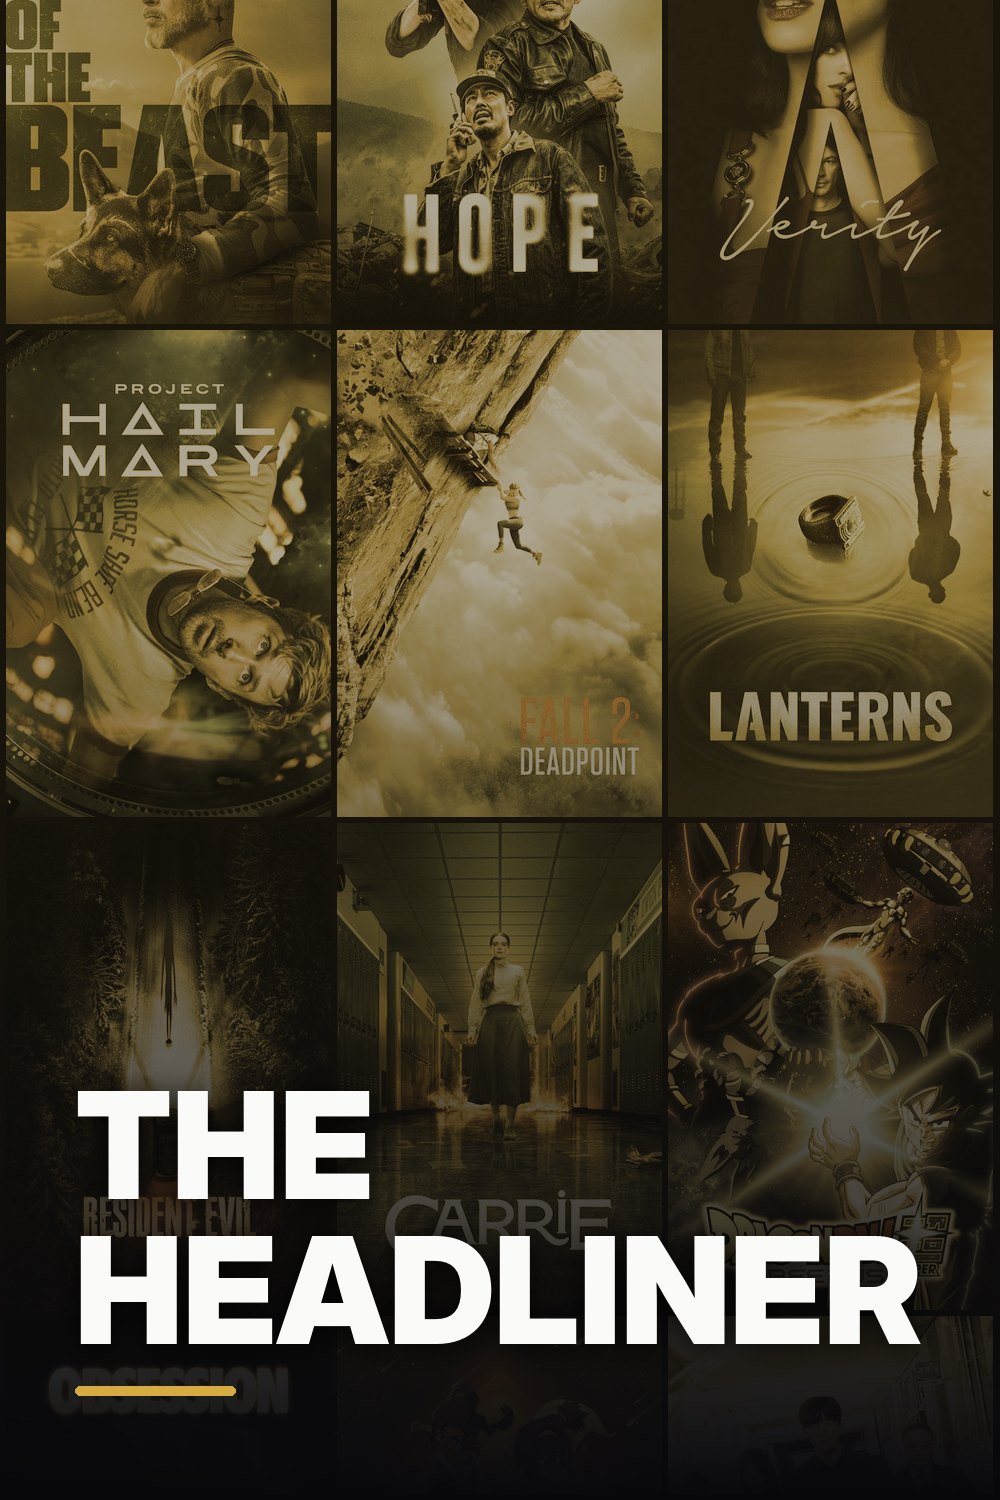 OF
THE
BEAST
HOPE
Verity
PROJECT
HAIL
MARY
HORSE SHOE BEND
FALL 2:
DEADPOINT
LANTERNS
RESIDENT EVIL
CARRIE
THE
HEADLINER
OBSESSION